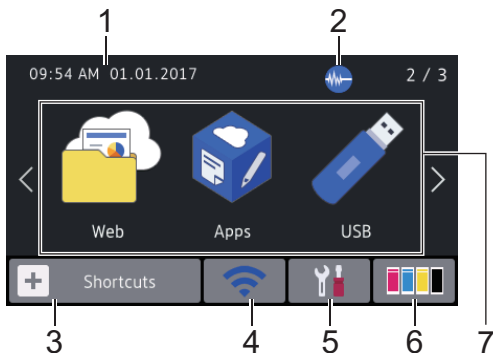 1 2
09:54 AM 01.01.2017 2 / 3
Web Apps USB
+ Shortcuts
3 4 5 6 7